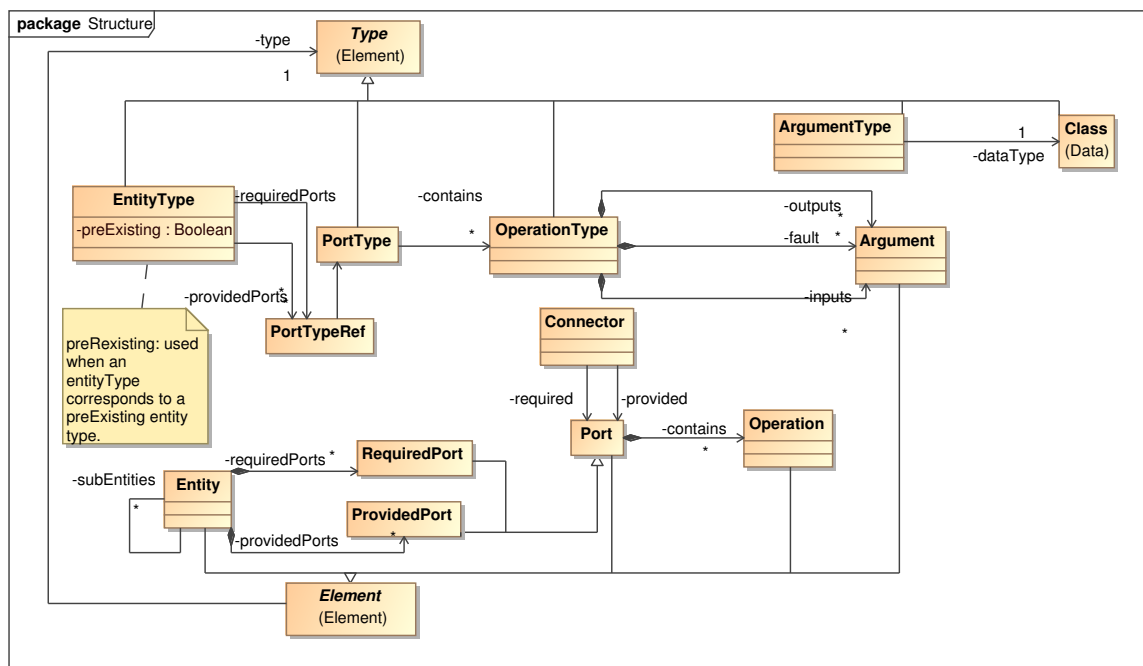 package Structure
Type
(Element)
-type
1
ArgumentType
1
-dataType
Class
(Data)
EntityType
-preExisting : Boolean
-requiredPorts
-providedPorts
*
*
PortType
PortTypeRef
-contains
*
OperationType
-outputs
*
-fault
*
-inputs
*
Argument
preRexisting: used
when an
entityType
corresponds to a
preExisting entity
type.
Connector
-required
-provided
Port
-contains
*
Operation
-requiredPorts *
RequiredPort
-subEntities
*
Entity
ProvidedPort
-providedPorts
*
Element
(Element)